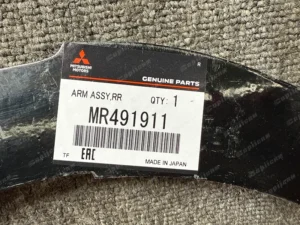 MITSUBISHI
MOTORS
GENUINE PARTS
ARM ASSY,RR
QTY: 1
MR491911
TP EAC
MADE IN JAPAN